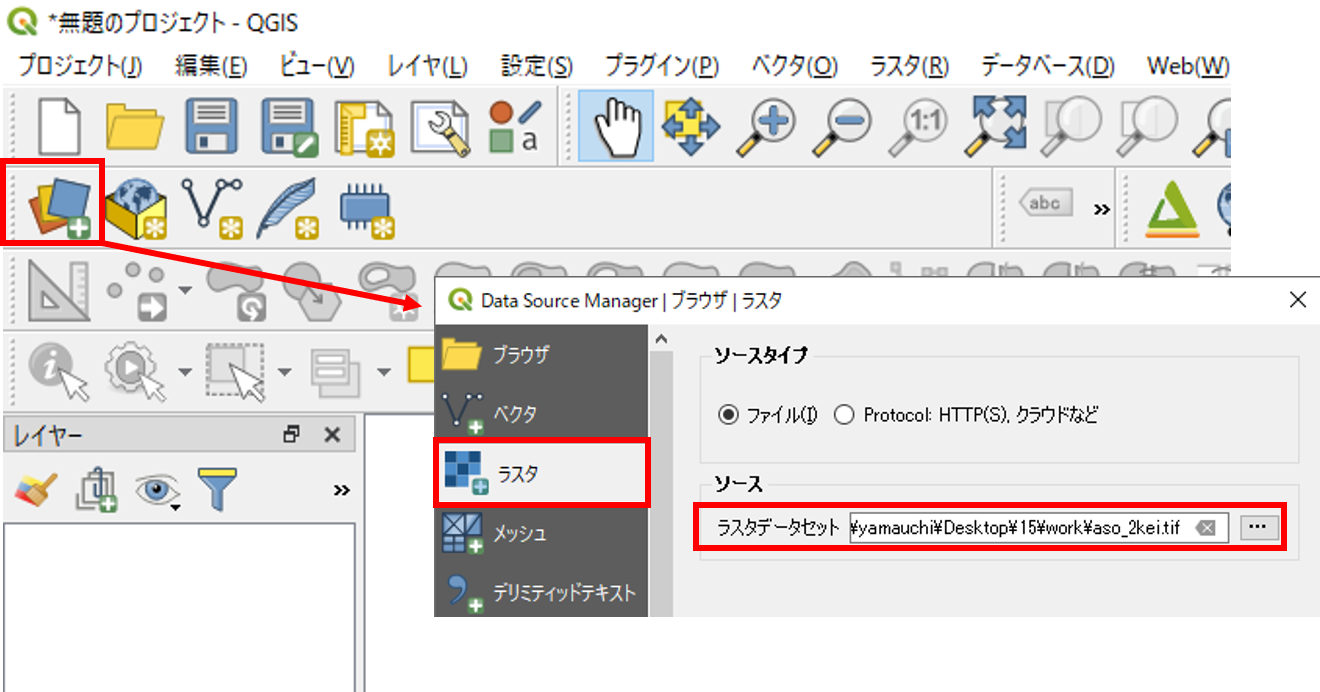 *無題のプロジェクト - QGIS
プロジェクト(J) 編集(E) ビュー(V) レイヤ(L) 設定(S) プラグイン(P) ベクタ(O) ラスタ(R) データベース(D) Web(W)
1:1
a
abc
»
Data Source Manager | ブラウザ | ラスタ
ブラウザ
ソースタイプ
ベクタ
ファイル(I) Protocol: HTTP(S), クラウドなど
レイヤー
ラスタ
ソース
»
ラスタデータセット ¥yamauchi¥Desktop¥15¥work¥aso_2kei.tif ...
メッシュ
デリミティッドテキスト